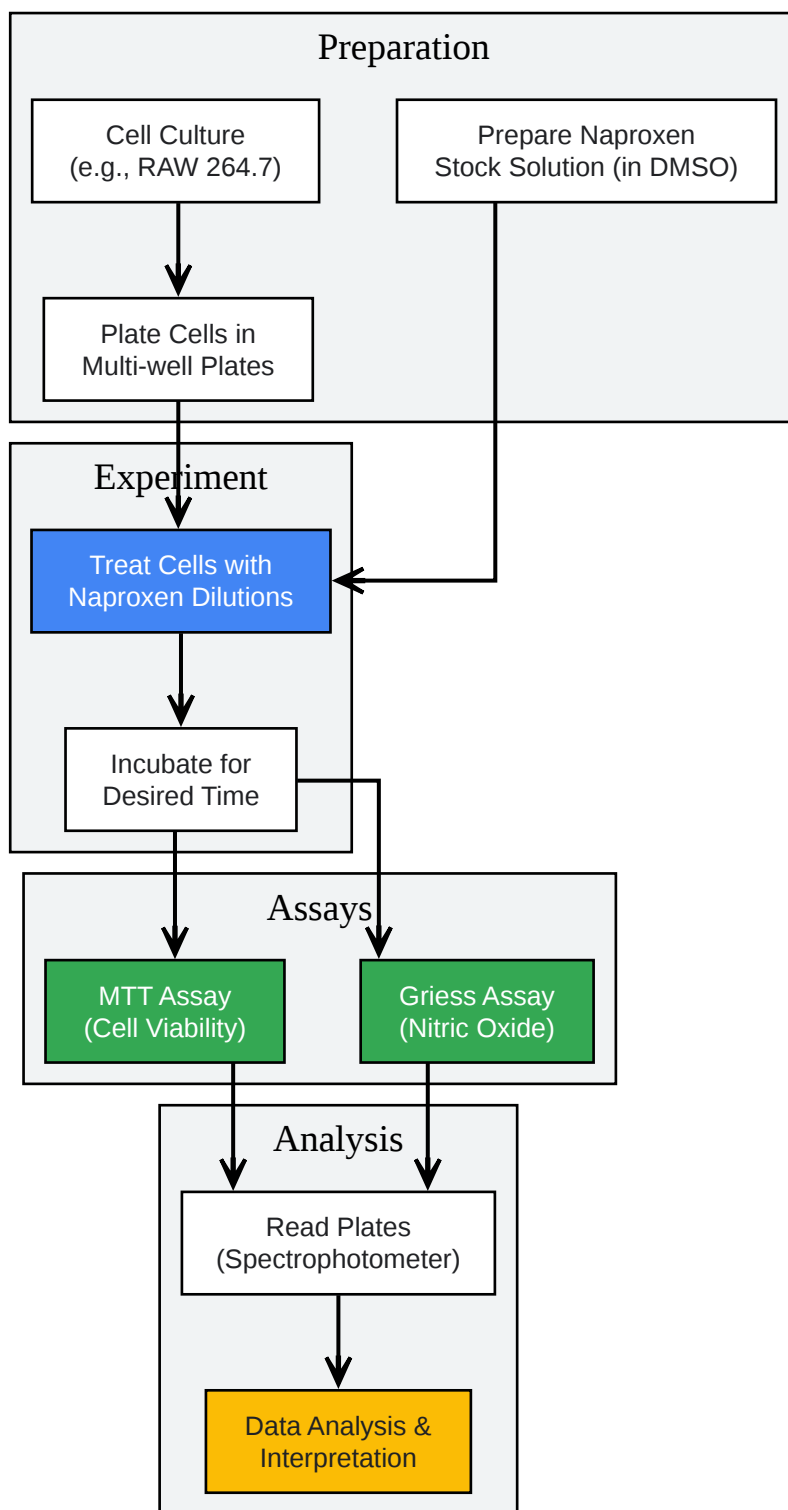 Preparation
Cell Culture
(e.g., RAW 264.7)
Prepare Naproxen
Stock Solution (in DMSO)
Plate Cells in
Multi-well Plates
Experiment
Treat Cells with
Naproxen Dilutions
Incubate for
Desired Time
Assays
MTT Assay
(Cell Viability)
Griess Assay
(Nitric Oxide)
Analysis
Read Plates
(Spectrophotometer)
Data Analysis &
Interpretation